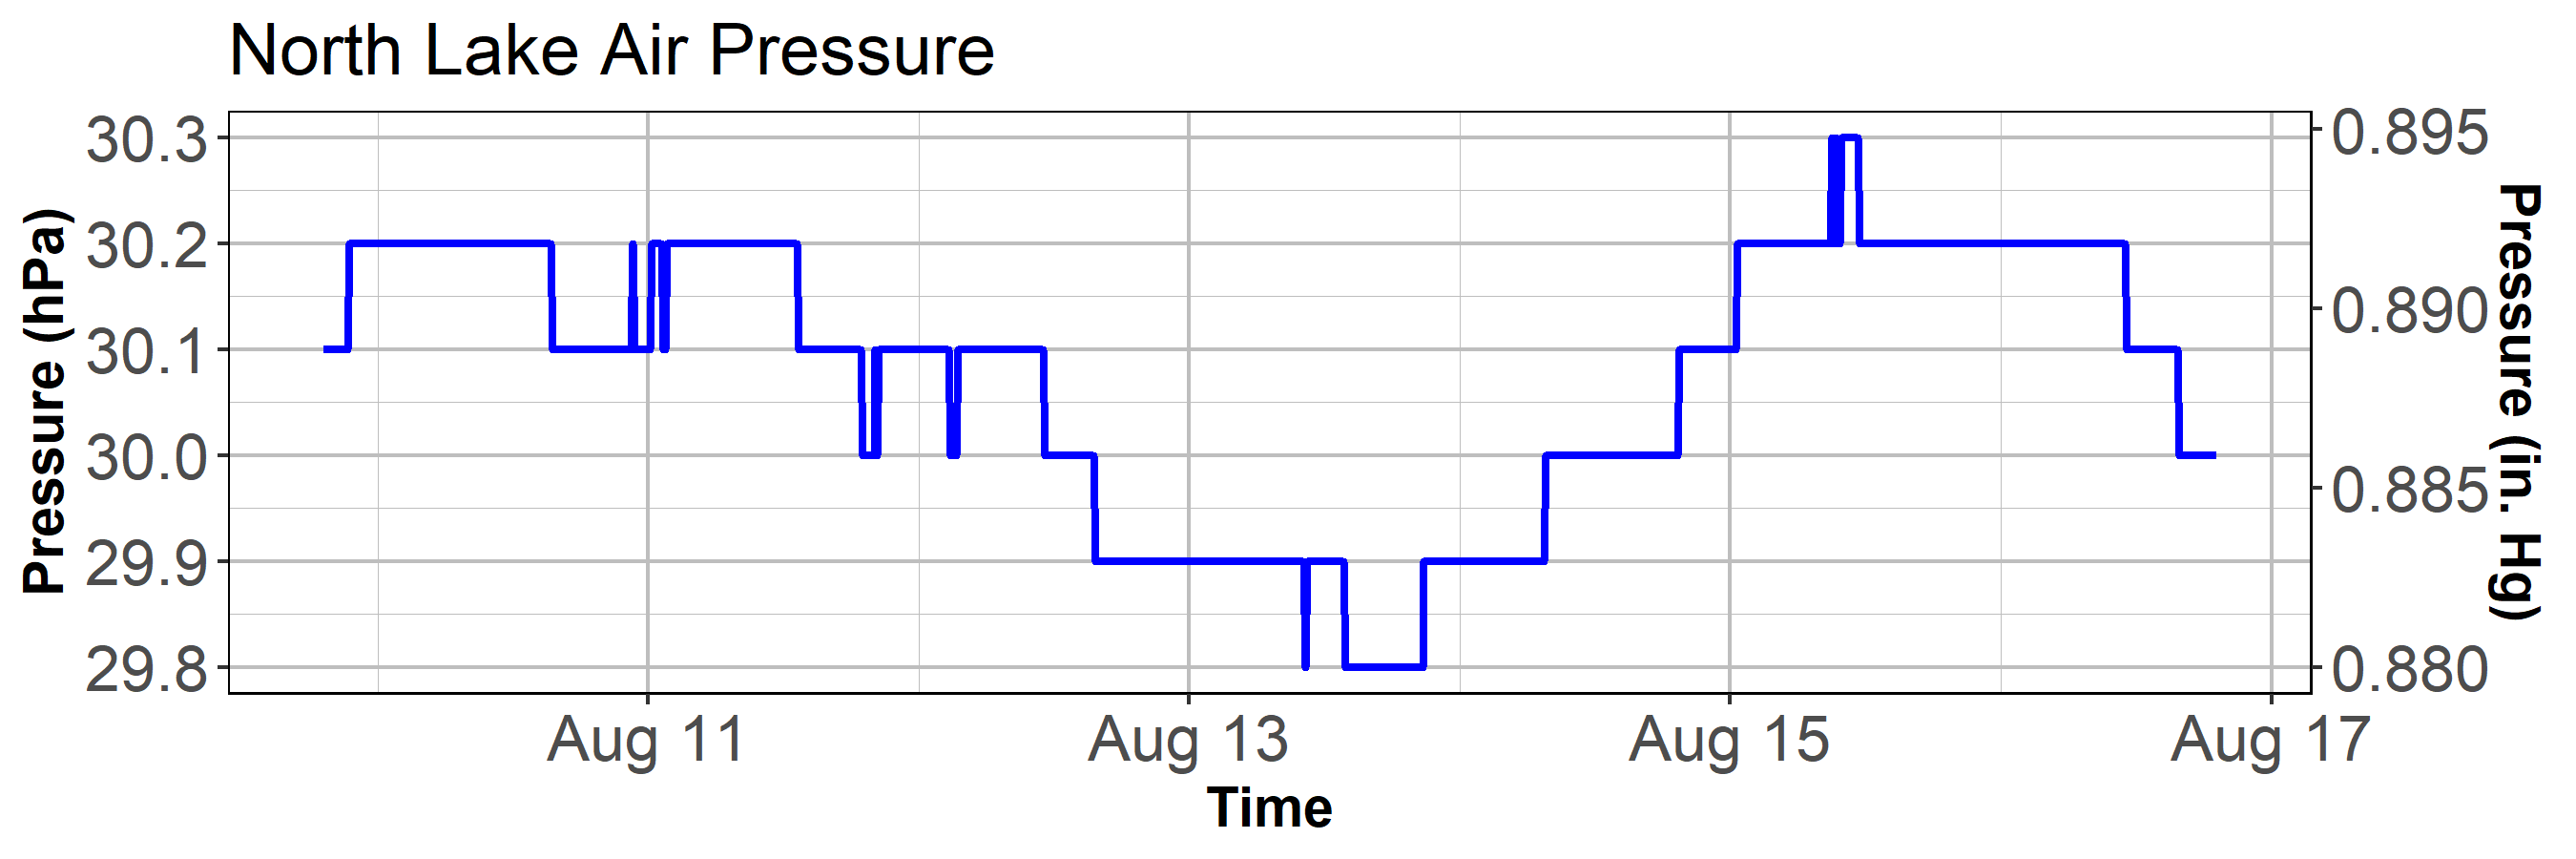 North Lake Air Pressure
Pressure (hPa)
30.3
30.2
30.1
30.0
29.9
29.8
0.895
0.890
0.885
0.880
Pressure (in. Hg)
Aug 11
Aug 13
Aug 15
Aug 17
Time